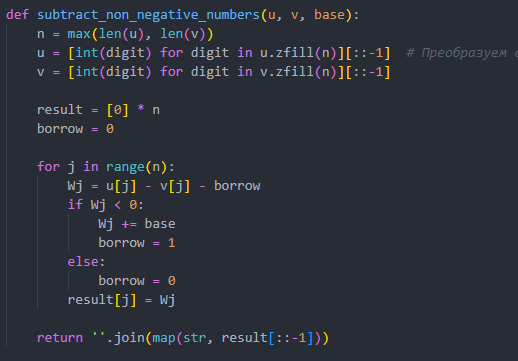 def subtract_non_negative_numbers(u, v, base):
    n = max(len(u), len(v))
    u = [int(digit) for digit in u.zfill(n)][::-1]  # Преобразуем
    v = [int(digit) for digit in v.zfill(n)][::-1]

    result = [0] * n
    borrow = 0

    for j in range(n):
        Wj = u[j] - v[j] - borrow
        if Wj < 0:
            Wj += base
            borrow = 1
        else:
            borrow = 0
        result[j] = Wj

    return ''.join(map(str, result[::-1]))